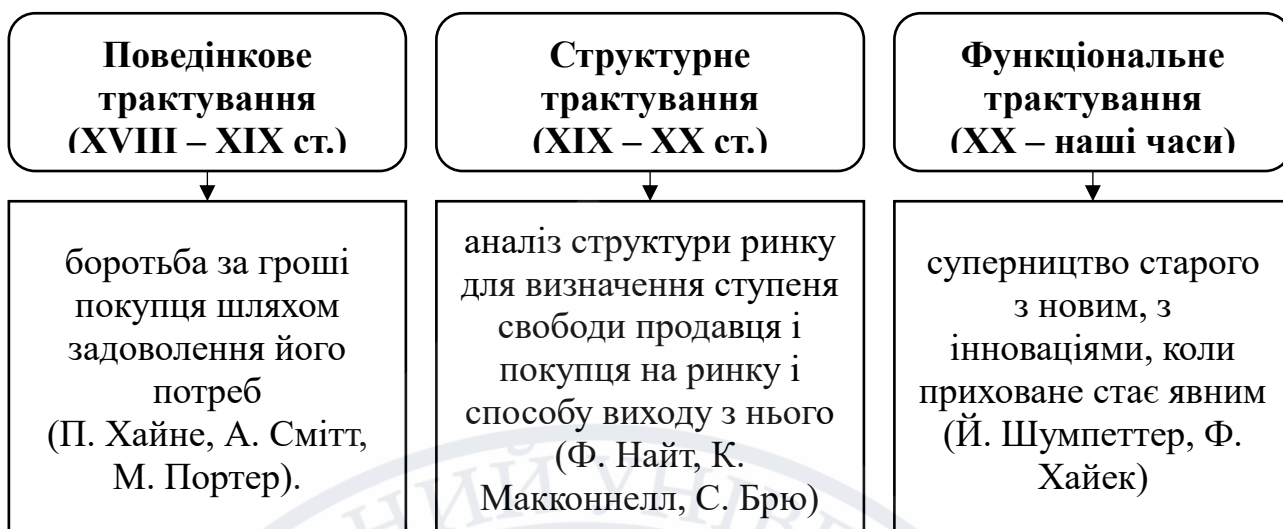 Поведінкове
трактування
(XVIII – XIX ст.)
боротьба за гроші
покупця шляхом
задоволення його
потреб
(П. Хайне, А. Смітт,
М. Портер).
Структурне
трактування
(XIX – XX ст.)
аналіз структури ринку
для визначення ступеня
свободи продавця і
покупця на ринку і
способу виходу з нього
(Ф. Найт, К.
Макконнелл, С. Брю)
Функціональне
трактування
(XX – наші часи)
суперництво старого
з новим, з
інноваціями, коли
приховане стає явним
(Й. Шумпеттер, Ф.
Хайек)